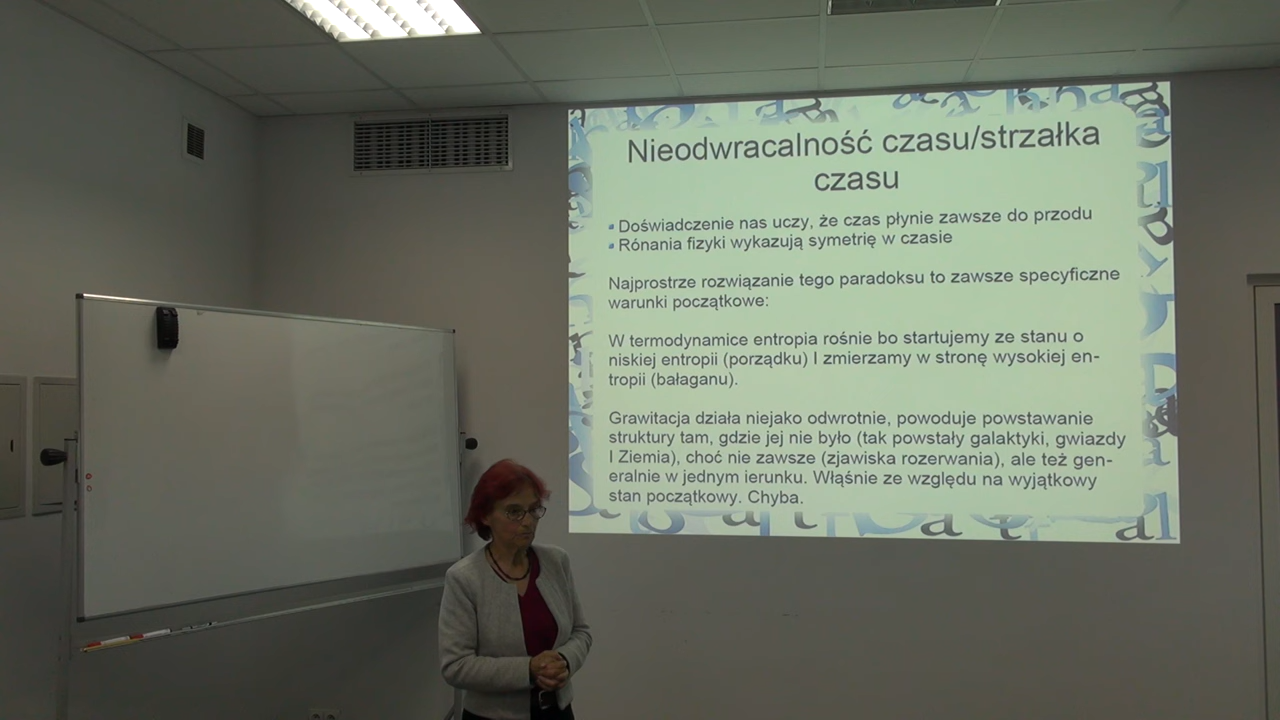 Nieodwracalność czasu/strzałka
czasu
Doświadczenie nas uczy, że czas płynie zawsze do przodu
Rónania fizyki wykazują symetrię w czasie
Najprostrze rozwiązanie tego paradoksu to zawsze specyficzne
warunki początkowe:
W termodynamice entropia rośnie bo startujemy ze stanu o
niskiej entropii (porządku) I zmierzamy w stronę wysokiej en-
tropii (bałaganu).
Grawitacja działa niejako odwrotnie, powoduje powstawanie
struktury tam, gdzie jej nie było (tak powstały galaktyki, gwiazdy
I Ziemia), choć nie zawsze (zjawiska rozerwania), ale też gen-
eralnie w jednym ierunku. Włąśnie ze względu na wyjątkowy
stan początkowy. Chyba.